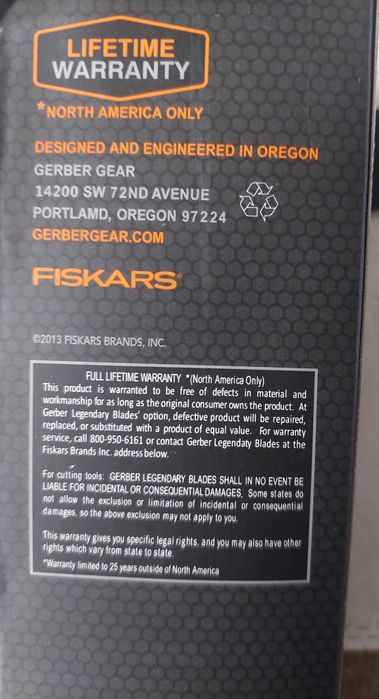 LIFETIME
WARRANTY
*NORTH AMERICA ONLY
DESIGNED AND ENGINEERED IN OREGON
GERBER GEAR
14200 SW 72ND AVENUE
PORTLAMD, OREGON 97224
GERBERGEAR.COM
FISKARS®
©2013 FISKARS BRANDS, INC.
FULL LIFETIME WARRANTY *(North America Only)
This product is warranted to be free of defects in material and
workmanship for as long as the original consumer owns the product. At
Gerber Legendary Blades' option, defective product will be repaired,
replaced, or substituted with a product of equal value. For warranty
service, call 800-950-6161 or contact Gerber Legendaty Blades at the
Fiskars Brands Inc. address below.
For cutting tools: GERBER LEGENDARY BLADES SHALL IN NO EVENT BE
LIABLE FOR INCIDENTAL OR CONSEQUENTIAL DAMAGES, Some states do
not allow the exclusion or limitation of incidental or consequential
damages, so the above exclusion may not apply to you.
This warranty gives you specific legal rights, and you may also have other
rights which vary from state to state.
*Warranty limited to 25 years outside of North America